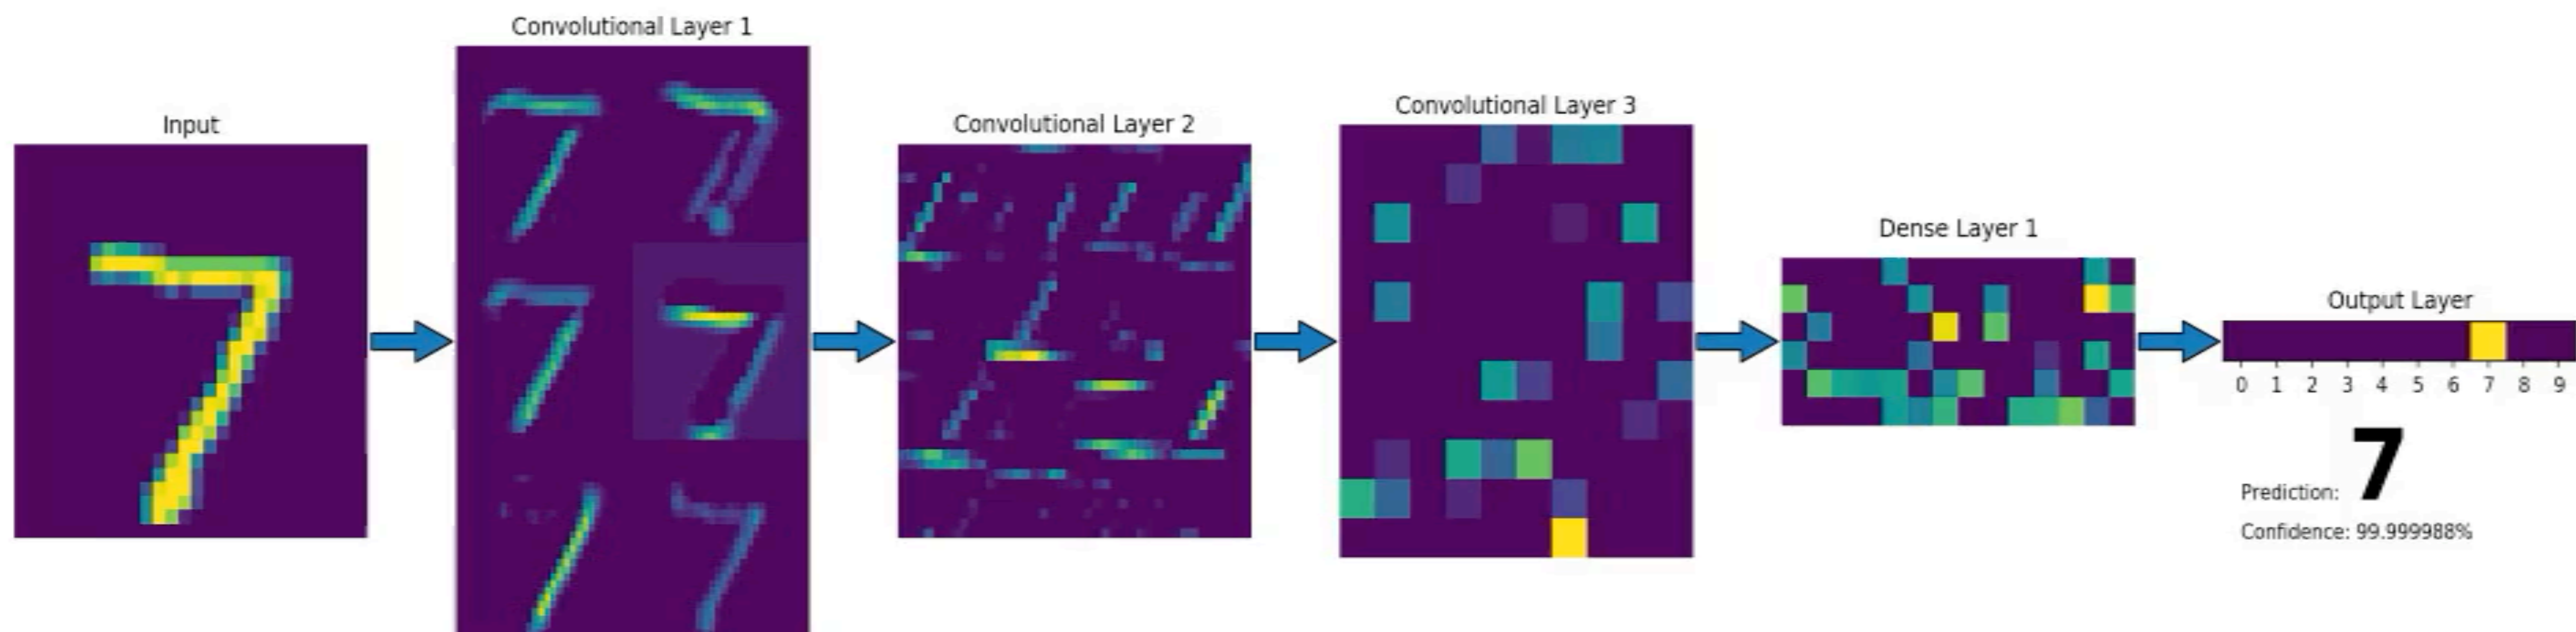 Input
Convolutional Layer 1
Convolutional Layer 2
Convolutional Layer 3
Dense Layer 1
Output Layer
0 1 2 3 4 5 6 7 8 9
Prediction: 7
Confidence: 99.999988%